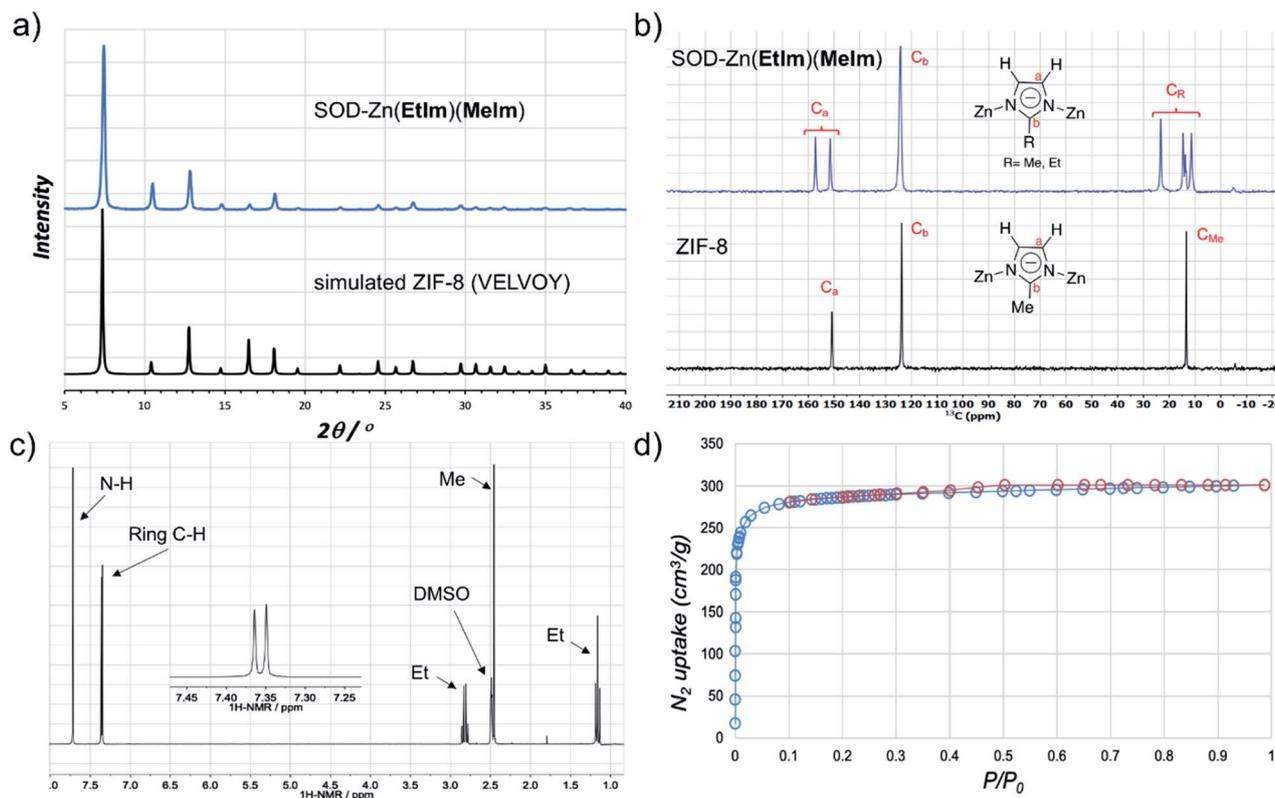 a)
SOD-Zn(EtIm)(MeIm)
simulated ZIF-8 (VELVOY)
Intensity
5 10 15 20 25 30 35 40
2θ/ °
b)
SOD-Zn(EtIm)(MeIm)
Ca
Cb
CR
H H
a
Zn N N Zn
b
R
R= Me, Et
ZIF-8
Ca
Cb
CMe
H H
a
Zn N N Zn
b
Me
210 200 190 180 170 160 150 140 130 120 110 100 90 80 70 60 50 40 30 20 10 0 -10 -2
13C (ppm)
c)
N-H
Ring C-H
Me
DMSO
Et
Et
7.45 7.40 7.35 7.30 7.25
1H-NMR / ppm
.0 7.5 7.0 6.5 6.0 5.5 5.0 4.5 4.0 3.5 3.0 2.5 2.0 1.5 1.0
1H-NMR / ppm
d)
N2 uptake (cm3/g)
350
300
250
200
150
100
50
0
0 0.1 0.2 0.3 0.4 0.5 0.6 0.7 0.8 0.9 1
P/P0